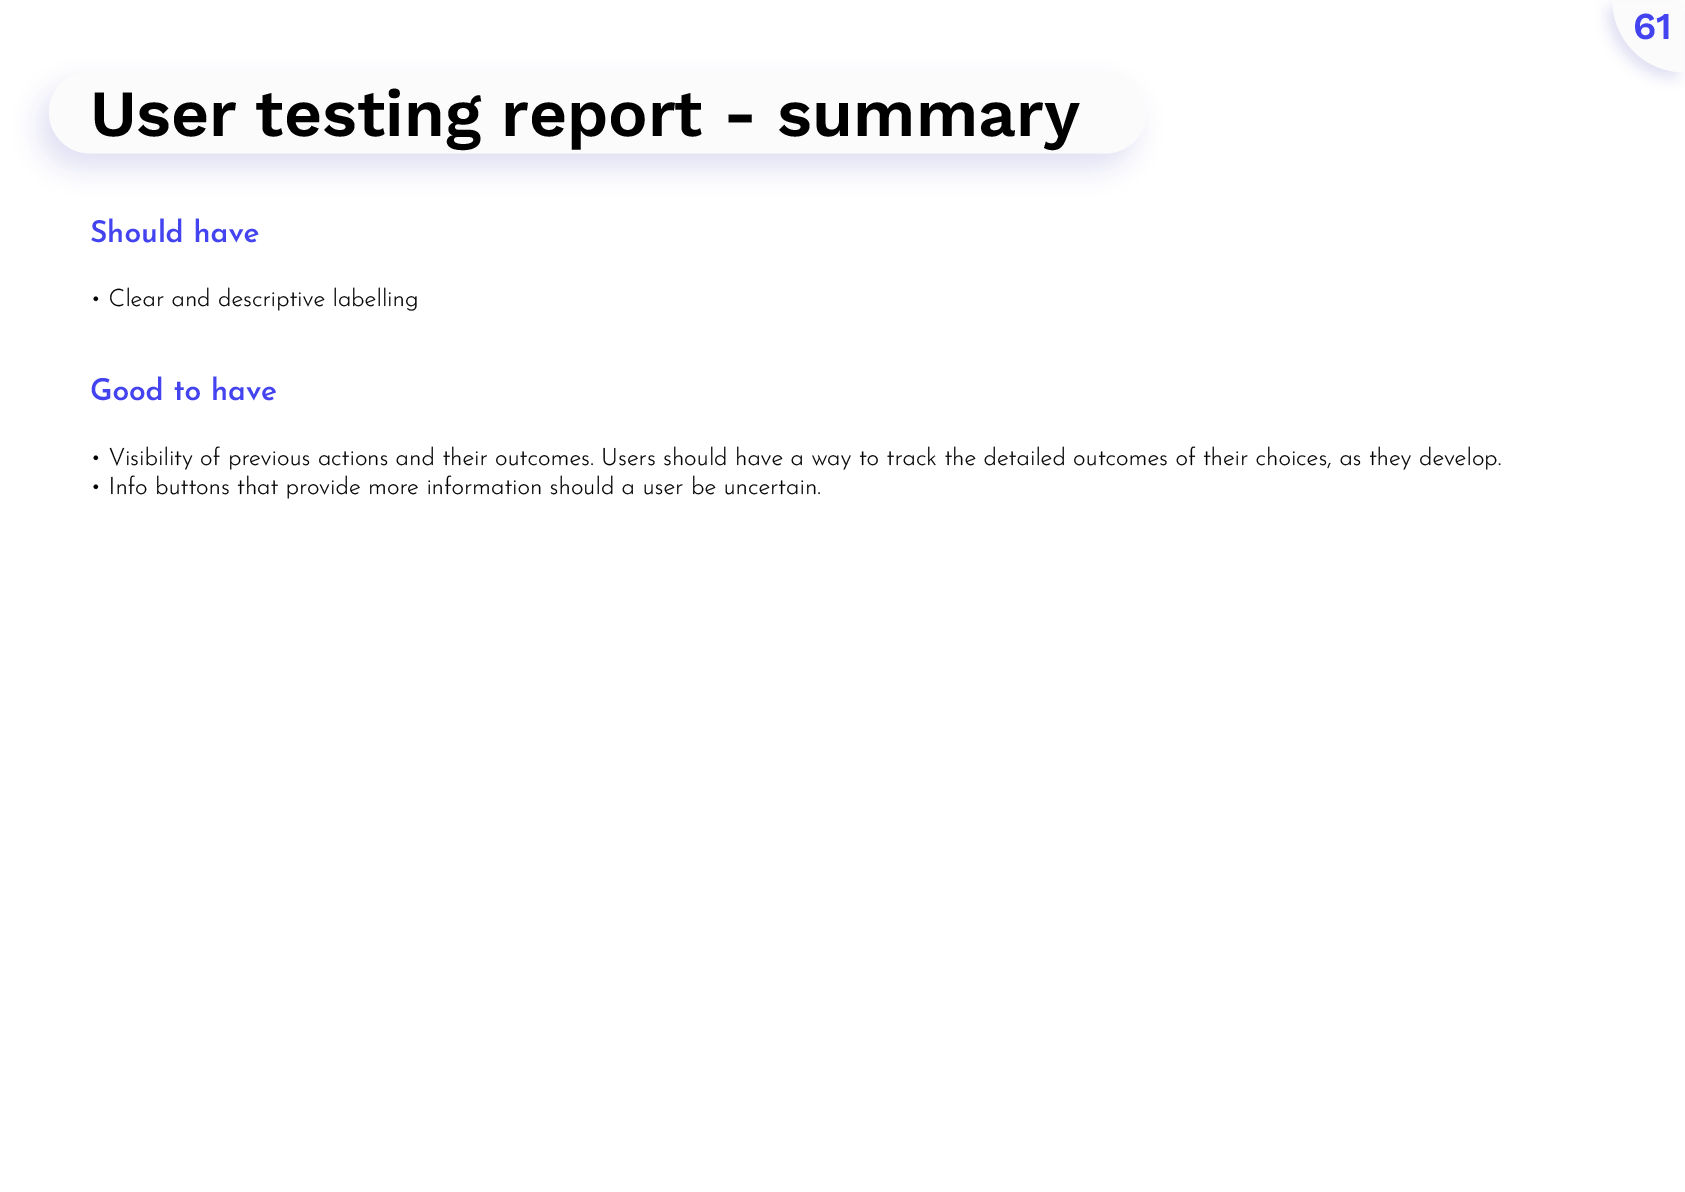 61
User testing report - summary
Should have
• Clear and descriptive labelling
Good to have
• Visibility of previous actions and their outcomes. Users should have a way to track the detailed outcomes of their choices, as they develop.
• Info buttons that provide more information should a user be uncertain.